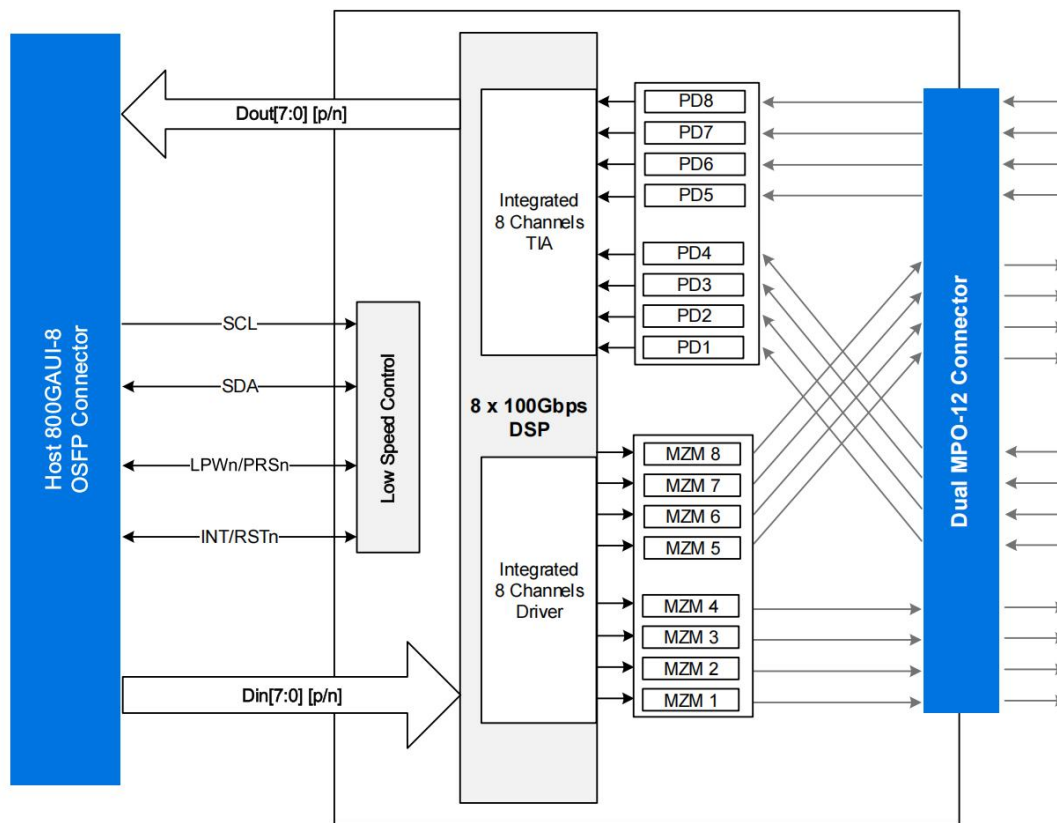 Host 800GAUI-8
OSFP Connector
Dout[7:0] [p/n]
SCL
SDA
LPWn/PRSn
INT/RSTn
Din[7:0] [p/n]
Low Speed Control
8 x 100Gbps
DSP
Integrated
8 Channels
TIA
Integrated
8 Channels
Driver
PD8
PD7
PD6
PD5
PD4
PD3
PD2
PD1
MZM 8
MZM 7
MZM 6
MZM 5
MZM 4
MZM 3
MZM 2
MZM 1
Dual MPO-12 Connector